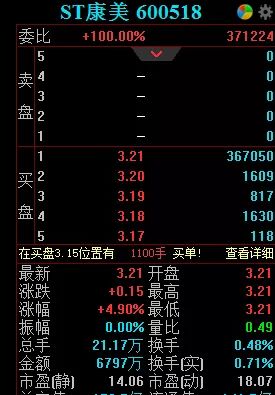 ST康美 600518
委比 +100.00% 371224
5 0
卖 4 — 0
3 — 0
盘 2 — 0
1 — 0
1 3.21 367050
买 2 3.20 1609
3 3.19 817
盘 4 3.18 1630
5 3.17 118
在买盘3.15位置有 1100手 买单! 查看详细
最新 3.21 开盘 3.21
涨跌 +0.15 最高 3.21
涨幅 +4.90% 最低 3.21
振幅 0.00% 量比 0.49
总手 21.17万 换手 0.48%
金额 6797万 换手(实) 0.71%
市盈(静) 14.06 市盈(动) 18.07